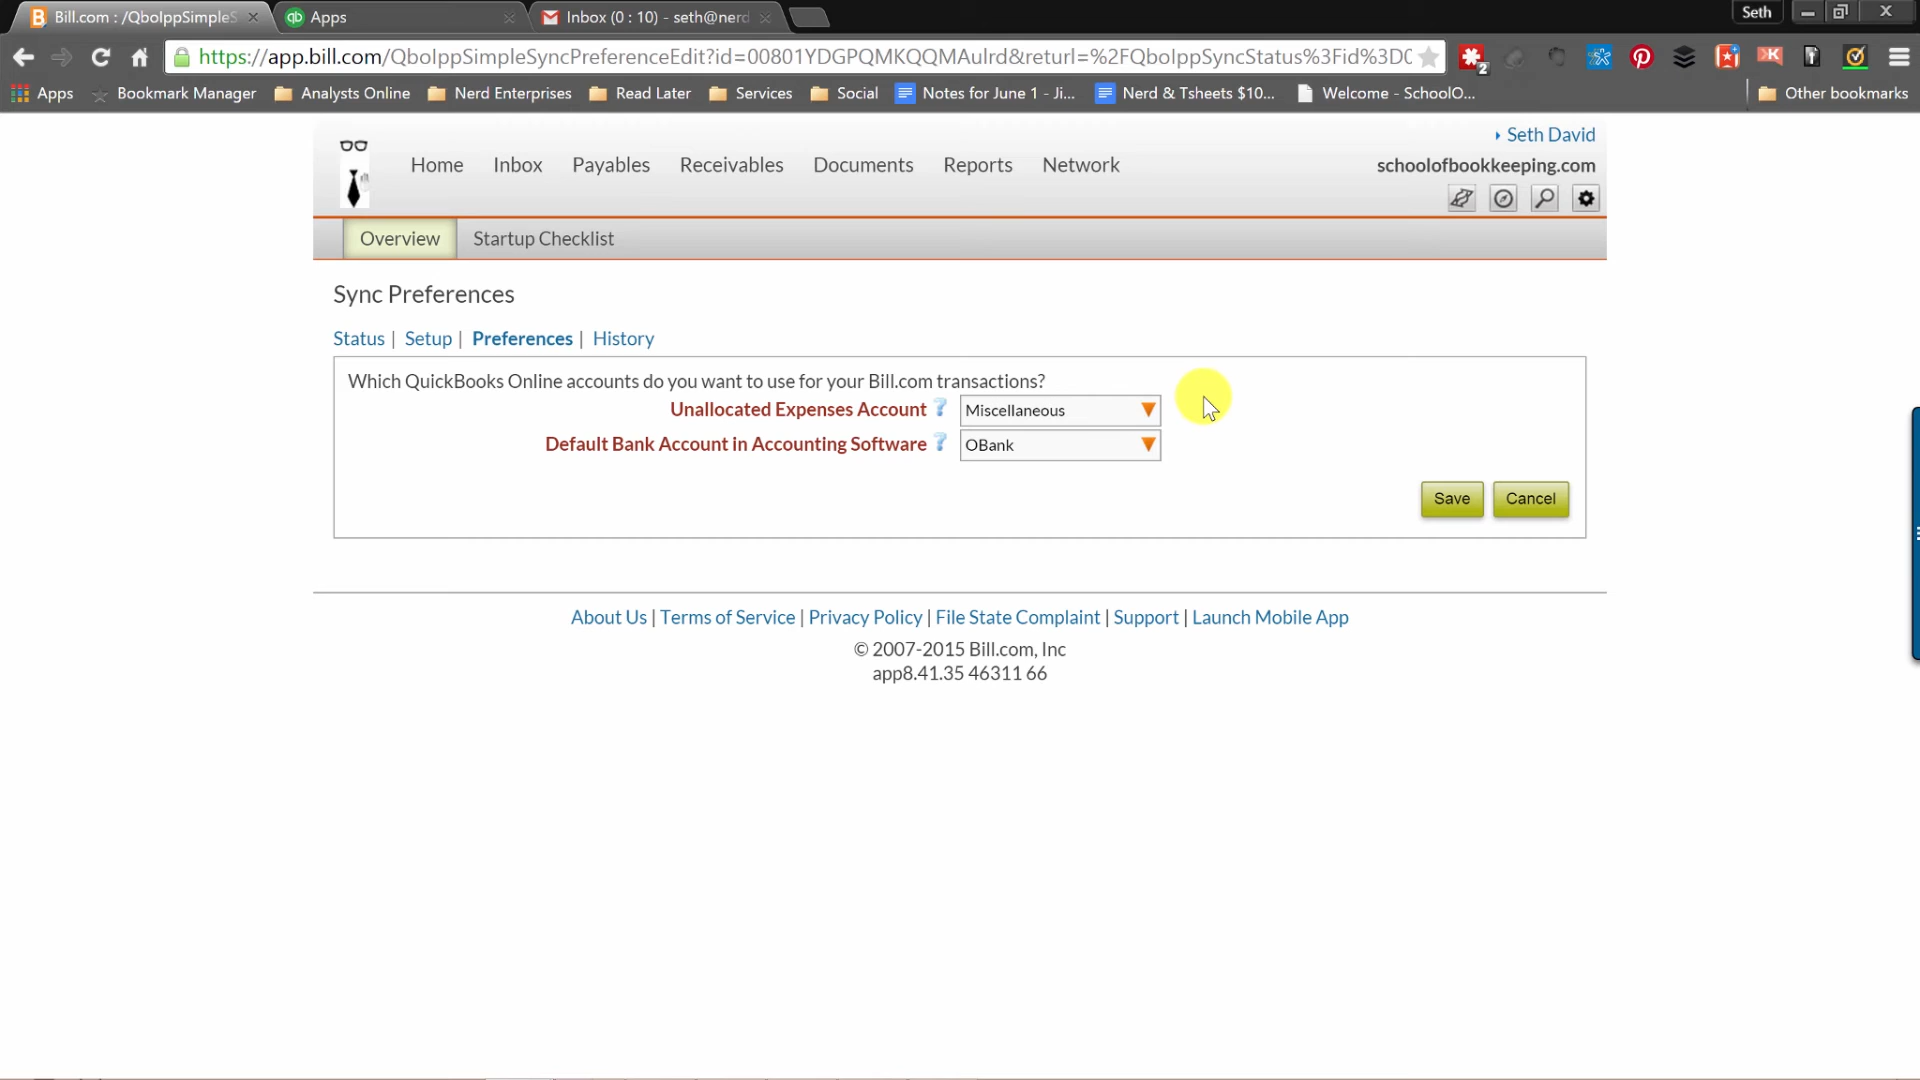 Bill.com : /QboIppSimpleS
Apps
Inbox (0 : 10) - seth@nerd
Seth
https://app.bill.com/QboIppSimpleSyncPreferenceEdit?id=00801YDGPQMKQQMAulrd&returl=%2FQboIppSyncStatus%3Fid%3D0
2
Apps
Bookmark Manager
Analysts Online
Nerd Enterprises
Read Later
Services
Social
Notes for June 1 - Ji...
Nerd & Tsheets $10...
Welcome - SchoolO...
Other bookmarks
Seth David
Home Inbox Payables Receivables Documents Reports Network
schoolofbookkeeping.com
Overview Startup Checklist
Sync Preferences
Status | Setup | Preferences | History
Which QuickBooks Online accounts do you want to use for your Bill.com transactions?
Unallocated Expenses Account ? Miscellaneous
Default Bank Account in Accounting Software ? OBank
Save Cancel
About Us | Terms of Service | Privacy Policy | File State Complaint | Support | Launch Mobile App
© 2007-2015 Bill.com, Inc
app8.41.35 46311 66